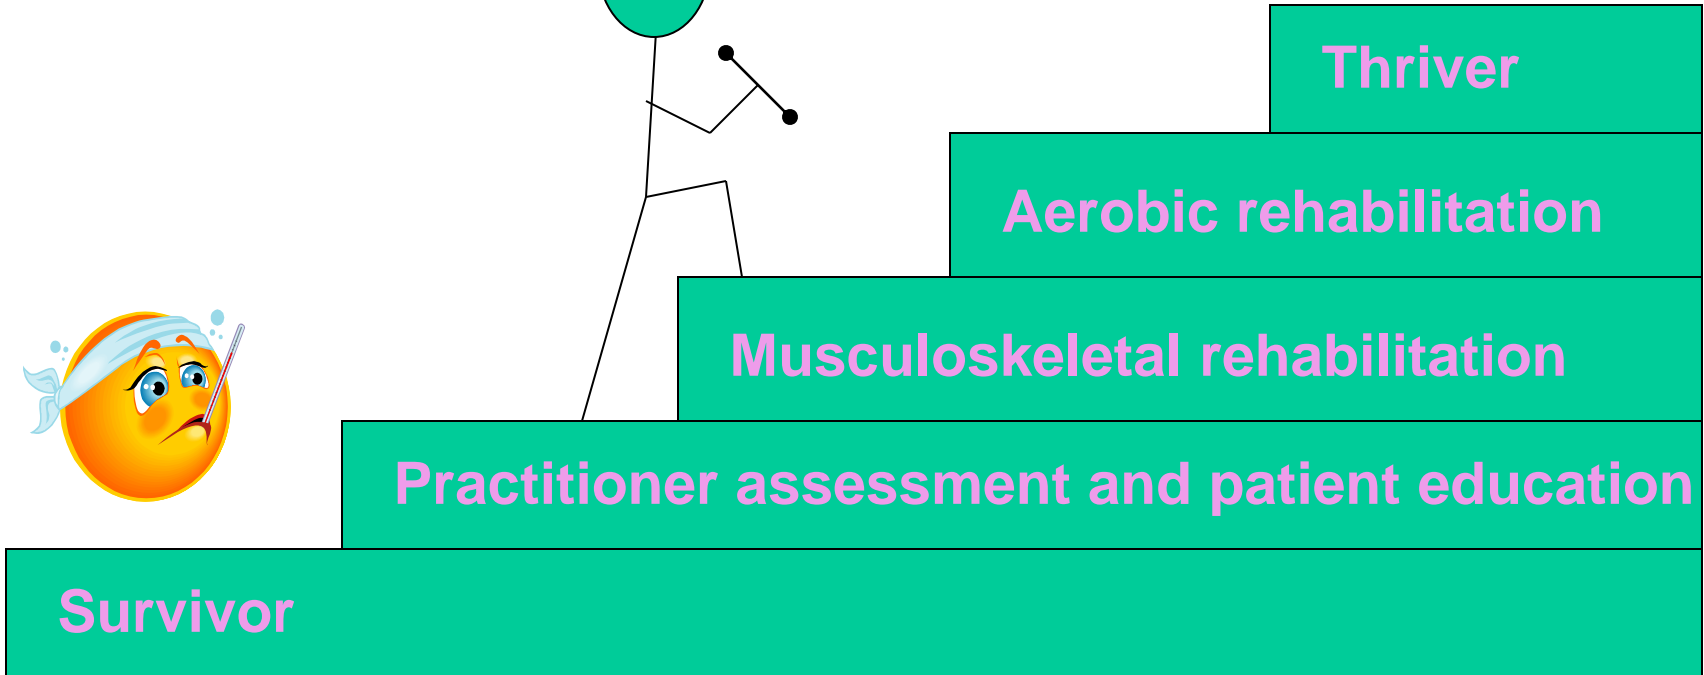 Thriver
Aerobic rehabilitation
Musculoskeletal rehabilitation
Practitioner assessment and patient education
Survivor